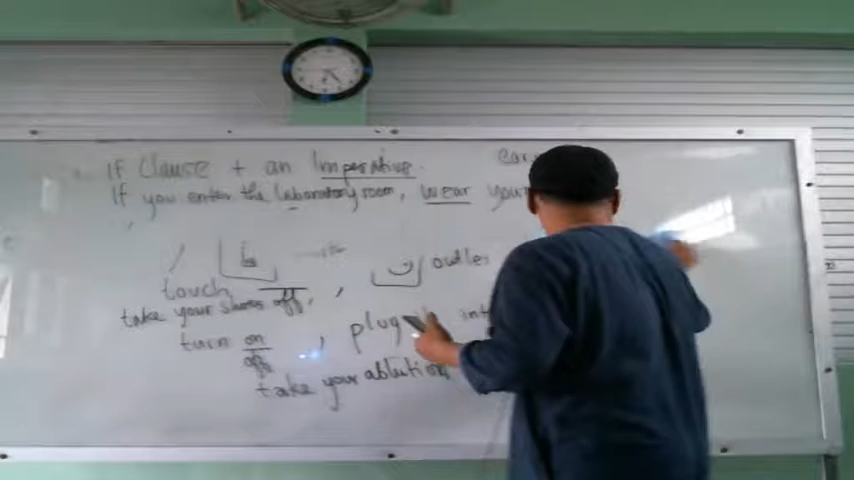 If Clause + an Imperative.
If you enter the laboratory room, wear your
touch , outlet
take your shoes off,
turn on , plug
off
take your ablution